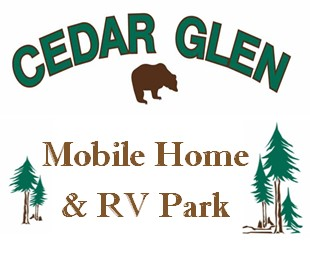 CEDAR GLEN
Mobile Home
& RV Park